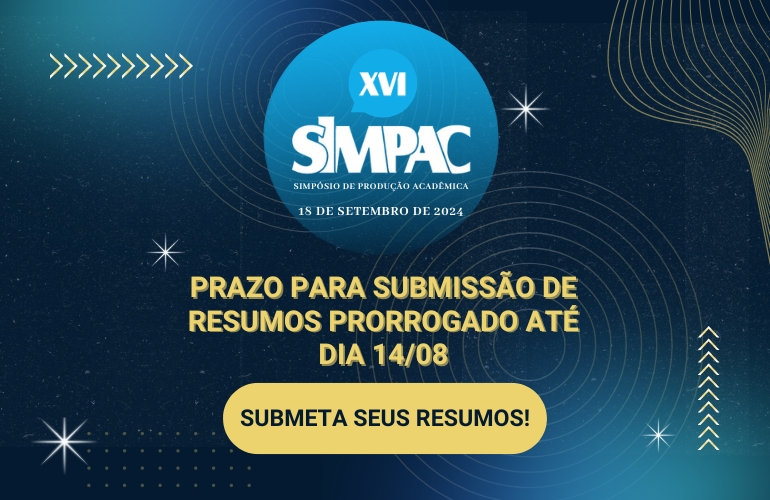 XVI
SIMPAC
SIMPÓSIO DE PRODUÇÃO ACADÊMICA
18 DE SETEMBRO DE 2024
PRAZO PARA SUBMISSÃO DE
RESUMOS PRORROGADO ATÉ
DIA 14/08
SUBMETA SEUS RESUMOS!